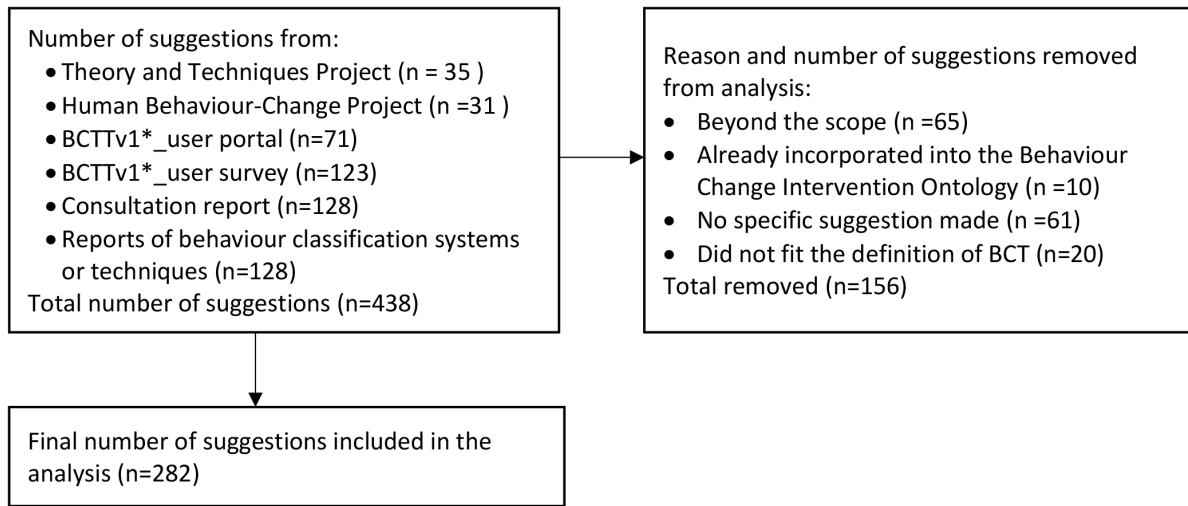 Number of suggestions from:
• Theory and Techniques Project (n = 35 )
• Human Behaviour-Change Project (n =31 )
• BCTTv1*_user portal (n=71)
• BCTTv1*_user survey (n=123)
• Consultation report (n=128)
• Reports of behaviour classification systems
or techniques (n=128)
Total number of suggestions (n=438)
Reason and number of suggestions removed
from analysis:
• Beyond the scope (n =65)
• Already incorporated into the Behaviour
Change Intervention Ontology (n =10)
• No specific suggestion made (n =61)
• Did not fit the definition of BCT (n=20)
Total removed (n=156)
Final number of suggestions included in the
analysis (n=282)